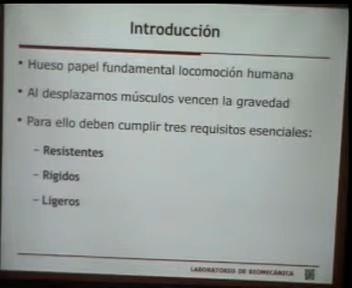 Introducción
• Hueso papel fundamental locomoción humana
• Al desplazarnos músculos vencen la gravedad
• Para ello deben cumplir tres requisitos esenciales:
– Resistentes
– Rígidos
– Ligeros
LABORATORIO DE BIOMECÁNICA